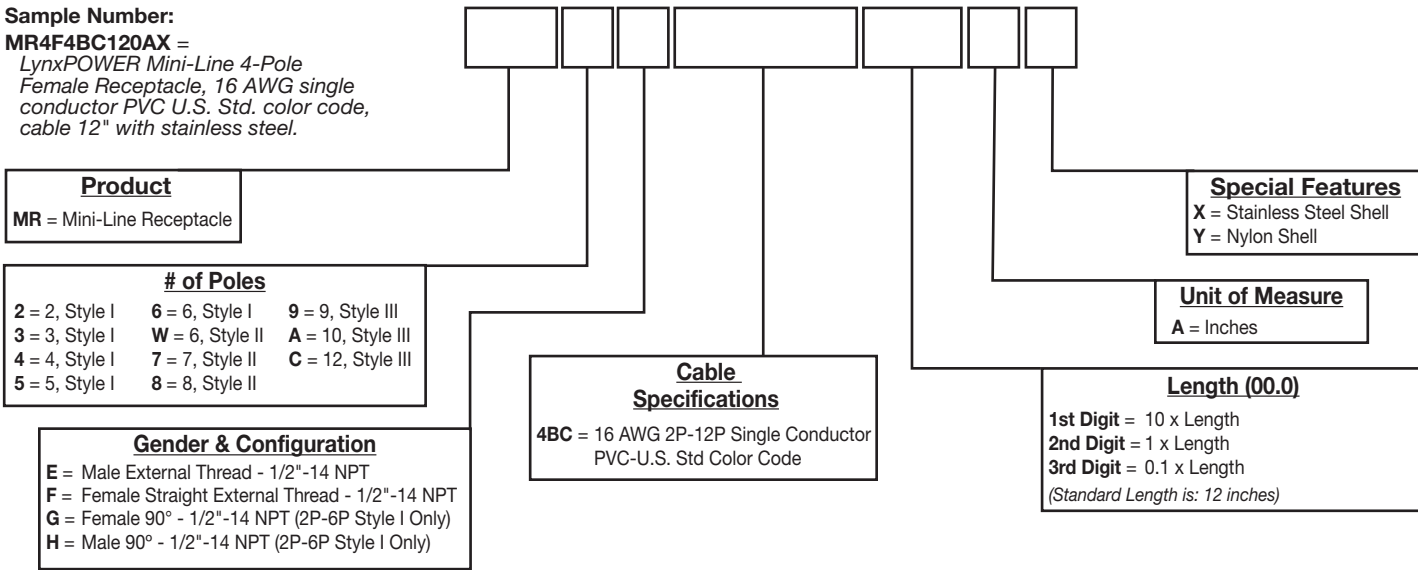 Sample Number:
MR4F4BC120AX =
LynxPOWER Mini-Line 4-Pole
Female Receptacle, 16 AWG single
conductor PVC U.S. Std. color code,
cable 12" with stainless steel.
Product
MR = Mini-Line Receptacle
# of Poles
2 = 2, Style I 6 = 6, Style I 9 = 9, Style III
3 = 3, Style I W = 6, Style II A = 10, Style III
4 = 4, Style I 7 = 7, Style II C = 12, Style III
5 = 5, Style I 8 = 8, Style II
Gender & Configuration
E = Male External Thread - 1/2"-14 NPT
F = Female Straight External Thread - 1/2"-14 NPT
G = Female 90° - 1/2"-14 NPT (2P-6P Style I Only)
H = Male 90º - 1/2"-14 NPT (2P-6P Style I Only)
Cable
Specifications
4BC = 16 AWG 2P-12P Single Conductor
PVC-U.S. Std Color Code
Special Features
X = Stainless Steel Shell
Y = Nylon Shell
Unit of Measure
A = Inches
Length (00.0)
1st Digit = 10 x Length
2nd Digit = 1 x Length
3rd Digit = 0.1 x Length
(Standard Length is: 12 inches)